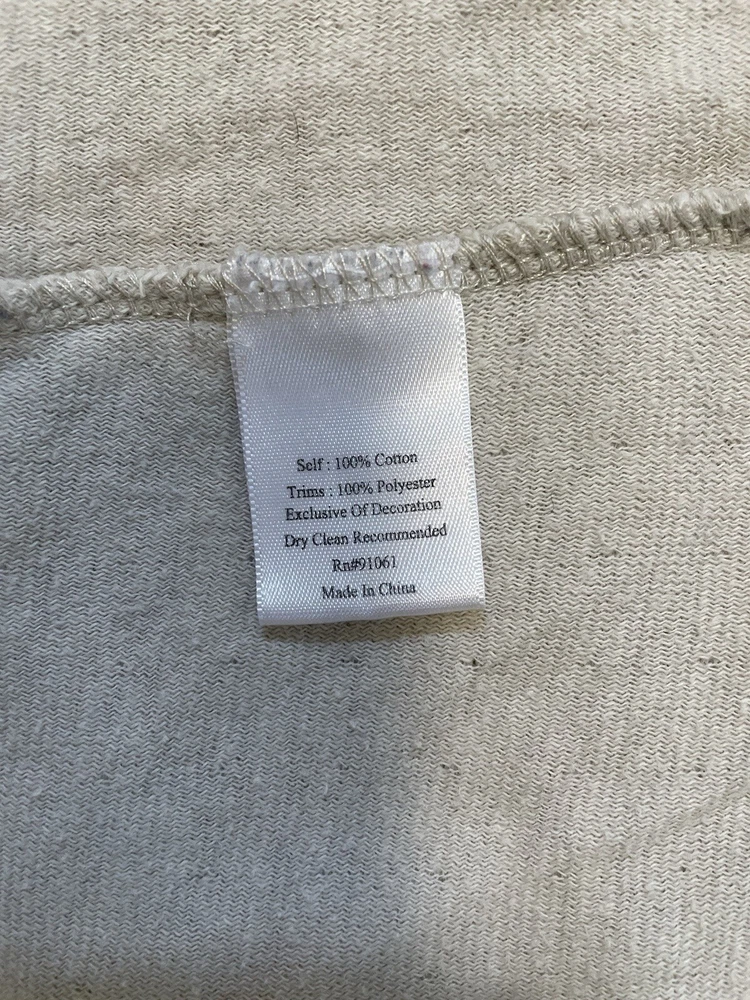 Self : 100% Cotton
Trims : 100% Polyester
Exclusive Of Decoration
Dry Clean Recommended
Rn#91061
Made In China